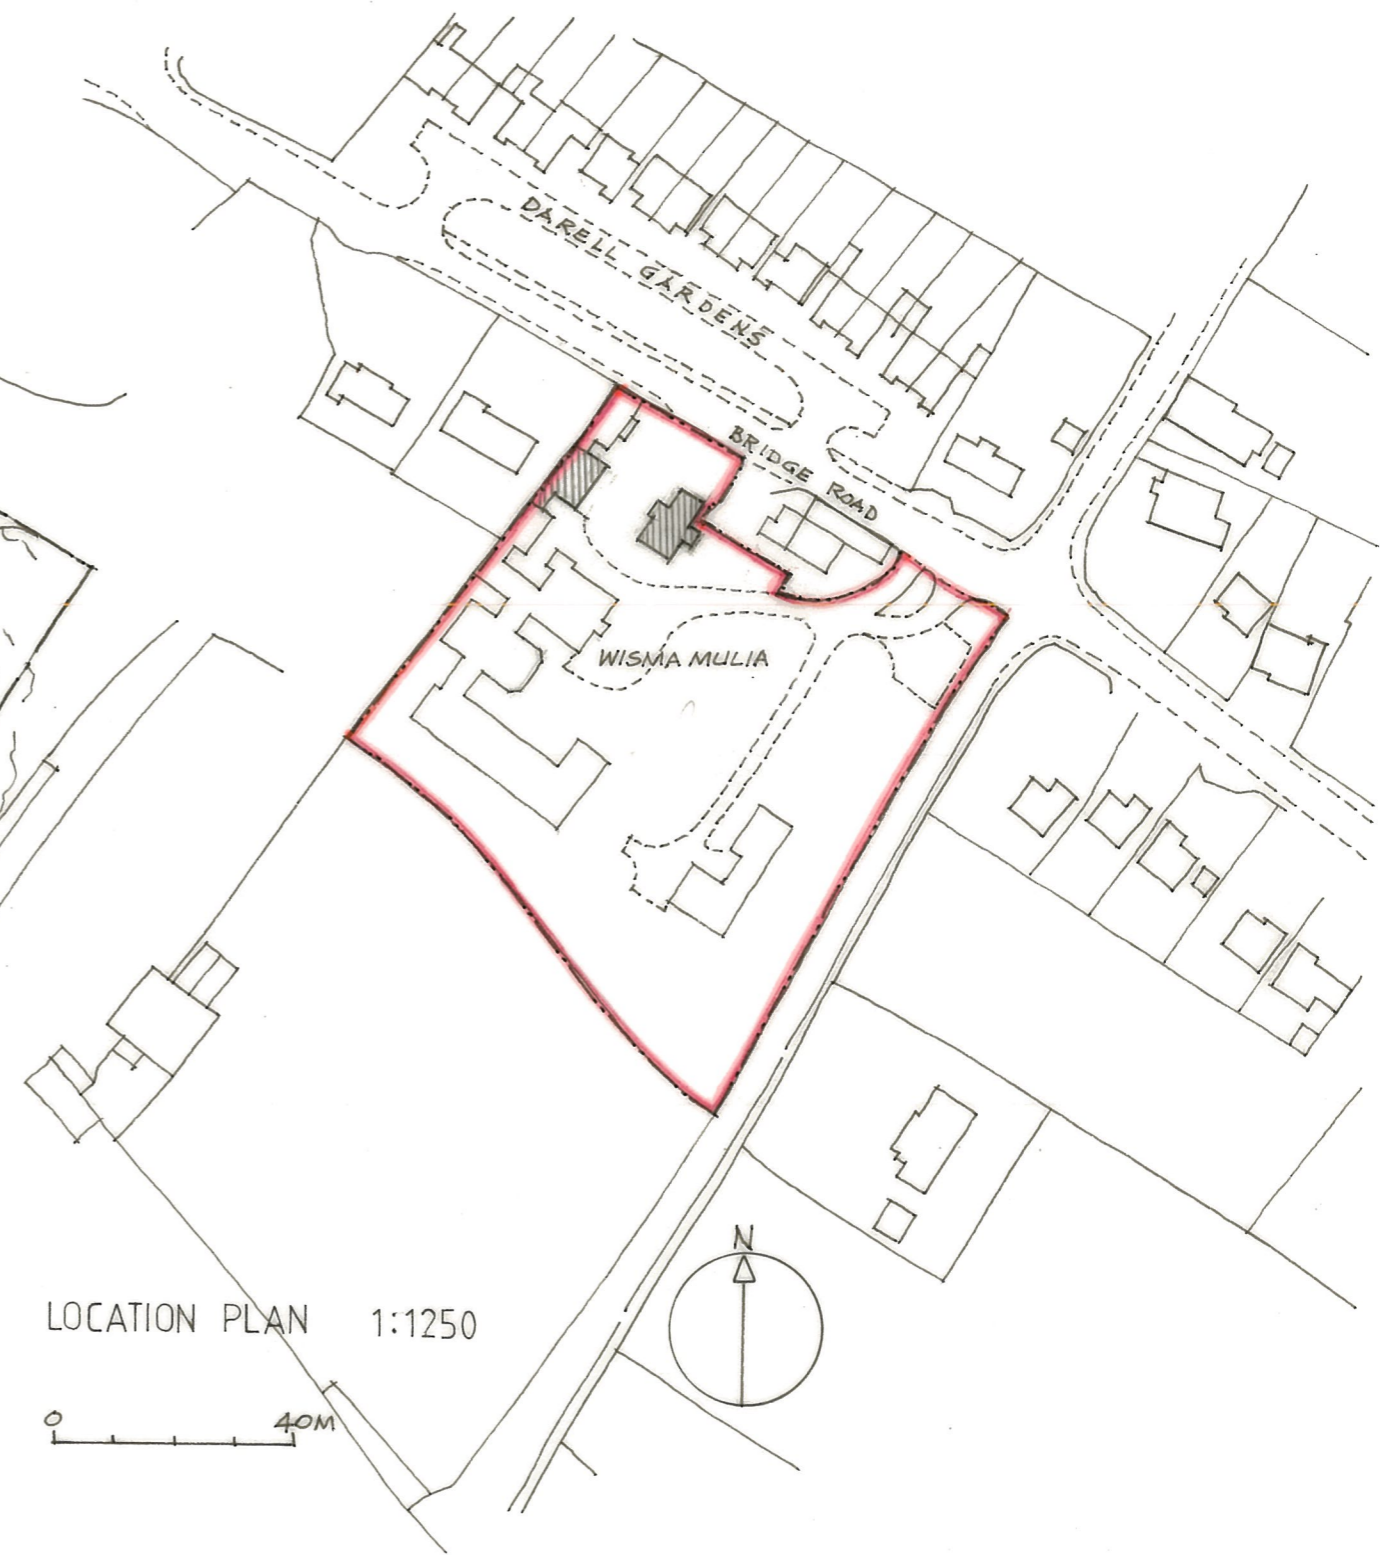 DARELL GARDENS
BRIDGE ROAD
WISMA MULIA
N
LOCATION PLAN 1:1250
0 40M